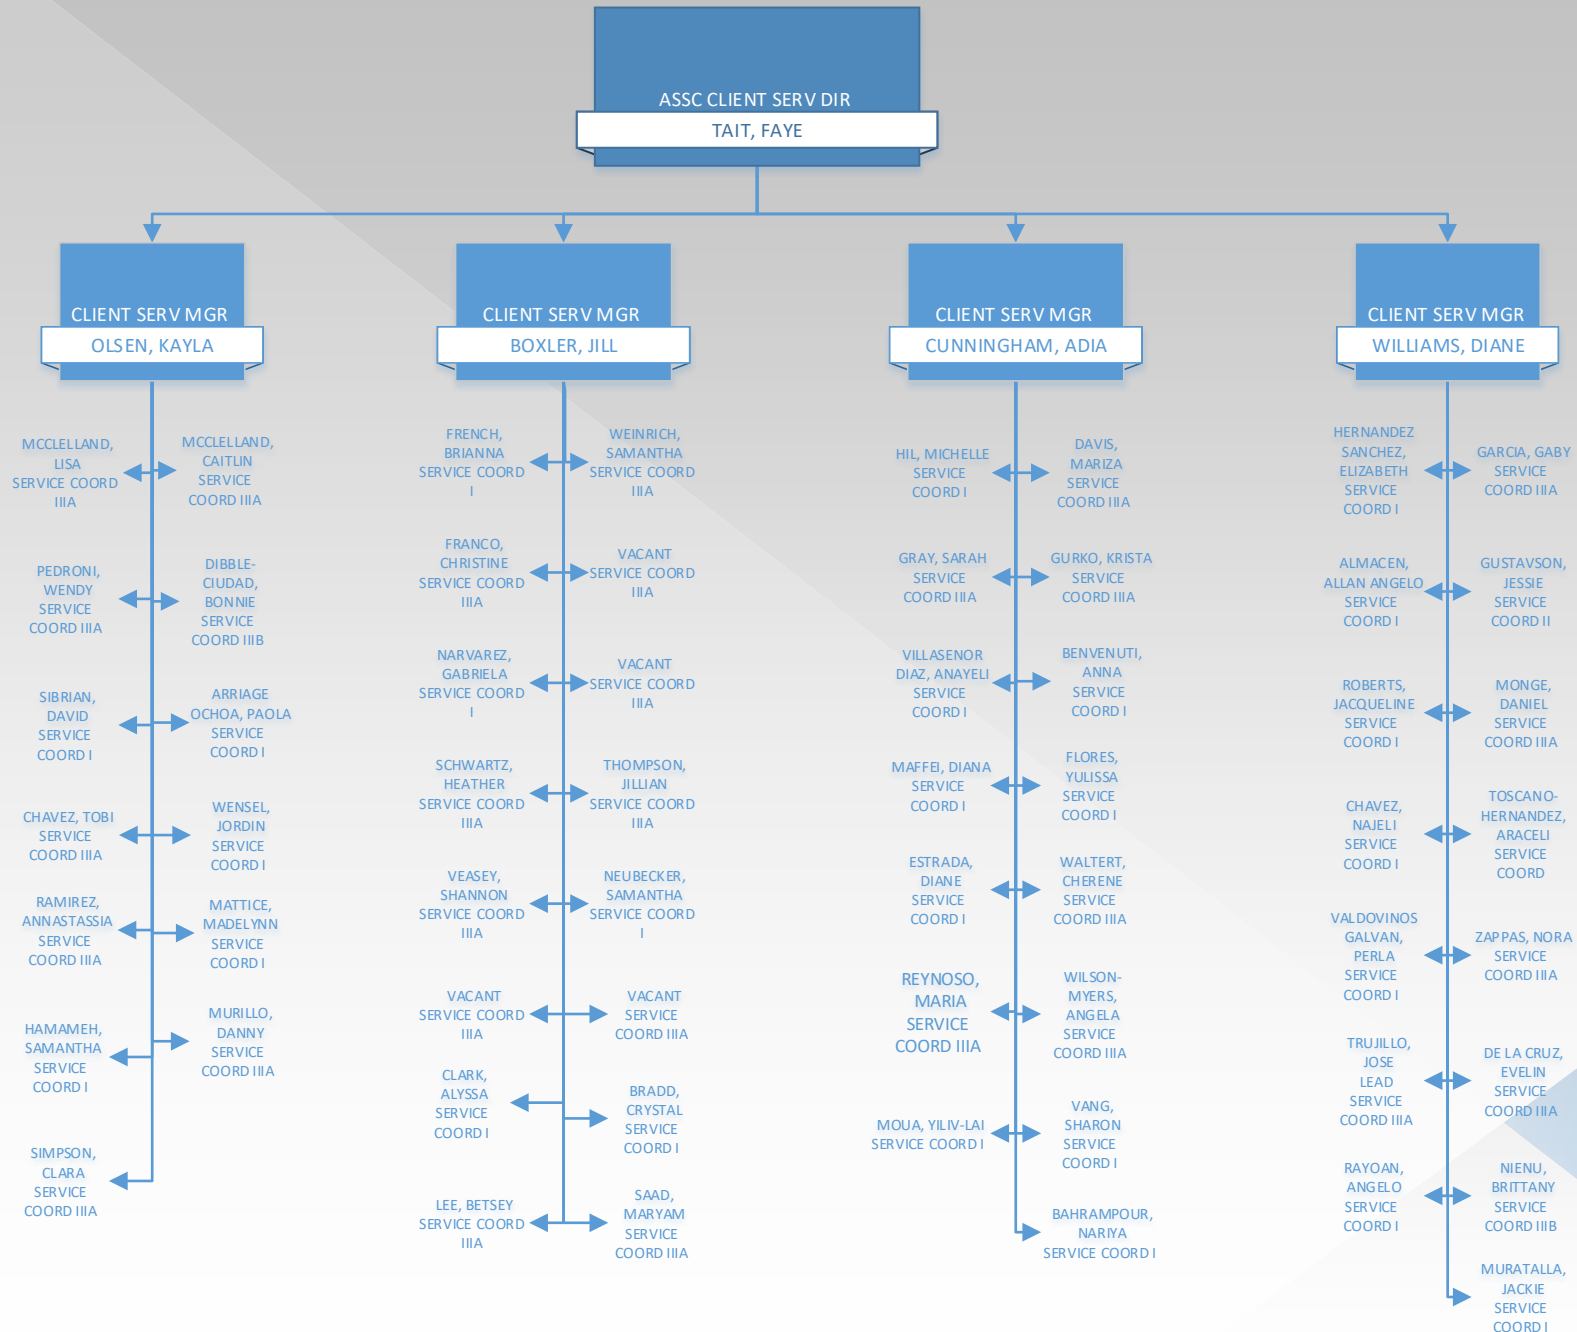 ASSC CLIENT SERV DIR
TAIT, FAYE
CLIENT SERV MGR
OLSEN, KAYLA
MCCLELLAND,
LISA
SERVICE COORD
IIIA
MCCLELLAND,
CAITLIN
SERVICE
COORD IIIA
PEDRONI,
WENDY
SERVICE
COORD IIIA
DIBBLE-
CIUDAD,
BONNIE
SERVICE
COORD IIIB
SIBRIAN,
DAVID
SERVICE
COORD I
ARRIAGE
OCHOA, PAOLA
SERVICE
COORD I
CHAVEZ, TOBI
SERVICE
COORD IIIA
WENSEL,
JORDIN
SERVICE
COORD I
RAMIREZ,
ANNASTASSIA
SERVICE
COORD IIIA
MATTICE,
MADELYNN
SERVICE
COORD I
HAMAMEH,
SAMANTHA
SERVICE
COORD I
MURILLO,
DANNY
SERVICE
COORD IIIA
SIMPSON,
CLARA
SERVICE
COORD IIIA
CLIENT SERV MGR
BOXLER, JILL
FRENCH,
BRIANNA
SERVICE COORD
I
WEINRICH,
SAMANTHA
SERVICE COORD
IIIA
FRANCO,
CHRISTINE
SERVICE COORD
IIIA
VACANT
SERVICE COORD
IIIA
NARVAREZ,
GABRIELA
SERVICE COORD
I
VACANT
SERVICE COORD
IIIA
SCHWARTZ,
HEATHER
SERVICE COORD
IIIA
THOMPSON,
JILLIAN
SERVICE COORD
IIIA
VEASEY,
SHANNON
SERVICE COORD
IIIA
NEUBECKER,
SAMANTHA
SERVICE COORD
I
VACANT
SERVICE COORD
IIIA
VACANT
SERVICE
COORD IIIA
CLARK,
ALYSSA
SERVICE
COORD I
BRADD,
CRYSTAL
SERVICE
COORD I
LEE, BETSEY
SERVICE COORD
IIIA
SAAD,
MARYAM
SERVICE
COORD IIIA
CLIENT SERV MGR
CUNNINGHAM, ADIA
HIL, MICHELLE
SERVICE
COORD I
DAVIS,
MARIZA
SERVICE
COORD IIIA
GRAY, SARAH
SERVICE
COORD IIIA
GURKO, KRISTA
SERVICE
COORD IIIA
VILLASENOR
DIAZ, ANAYELI
SERVICE
COORD I
BENVENUTI,
ANNA
SERVICE
COORD I
MAFFEI, DIANA
SERVICE
COORD I
FLORES,
YULISSA
SERVICE
COORD I
ESTRADA,
DIANE
SERVICE
COORD I
WALTERT,
CHERENE
SERVICE
COORD IIIA
REYNOSO,
MARIA
SERVICE
COORD IIIA
WILSON-
MYERS,
ANGELA
SERVICE
COORD IIIA
MOUA, YILIV-LAI
SERVICE COORD I
VANG,
SHARON
SERVICE
COORD I
BAHRAMPOUR,
NARIYA
SERVICE COORD I
CLIENT SERV MGR
WILLIAMS, DIANE
HERNANDEZ
SANCHEZ,
ELIZABETH
SERVICE
COORD I
GARCIA, GABY
SERVICE
COORD IIIA
ALMACEN,
ALLAN ANGELO
SERVICE
COORD I
GUSTAVSON,
JESSIE
SERVICE
COORD II
ROBERTS,
JACQUELINE
SERVICE
COORD I
MONGE,
DANIEL
SERVICE
COORD IIIA
CHAVEZ,
NAJELI
SERVICE
COORD I
TOSCANO-
HERNANDEZ,
ARACELI
SERVICE
COORD
VALDOVINOS
GALVAN,
PERLA
SERVICE
COORD I
ZAPPAS, NORA
SERVICE
COORD IIIA
TRUJILLO,
JOSE
LEAD
SERVICE
COORD IIIA
DE LA CRUZ,
EVELIN
SERVICE
COORD IIIA
RAYOAN,
ANGELO
SERVICE
COORD I
NIENU,
BRITTANY
SERVICE
COORD IIIB
MURATALLA,
JACKIE
SERVICE
COORD I